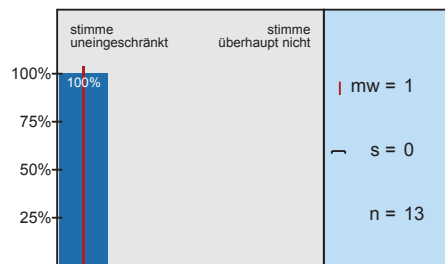 stimme
uneingeschränkt
stimme
überhaupt nicht
100%
100%
75%
50%
25%
mw = 1
s = 0
n = 13